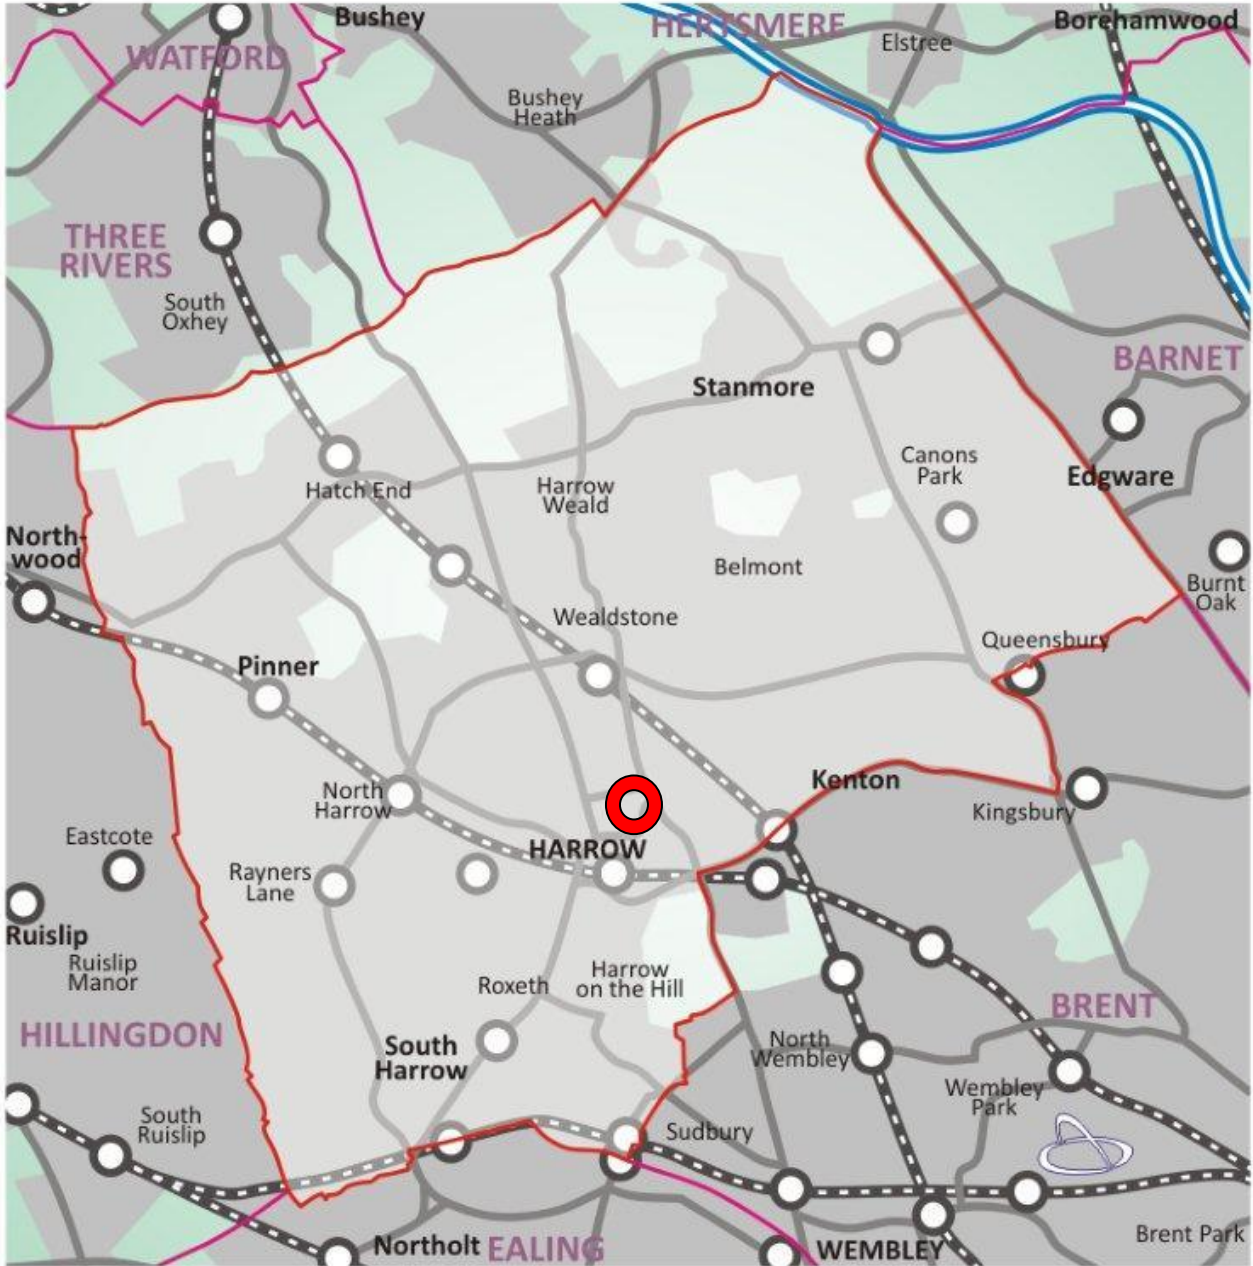 Bushey
HERTSMERE
Borehamwood
WATFORD
Elstree
Bushey
Heath
THREE
RIVERS
South
Oxhey
BARNET
Stanmore
Canons
Park
Edgware
Hatch End
Harrow
Weald
North-
wood
Belmont
Burnt
Oak
Wealdstone
Queensbury
Pinner
Kenton
North
Harrow
Kingsbury
Eastcote
HARROW
Rayners
Lane
Ruislip
Ruislip
Manor
Harrow
on the Hill
Roxeth
BRENT
HILLINGDON
South
Harrow
North
Wembley
Wembley
Park
South
Ruislip
Sudbury
Brent Park
Northolt
EALING
WEMBLEY